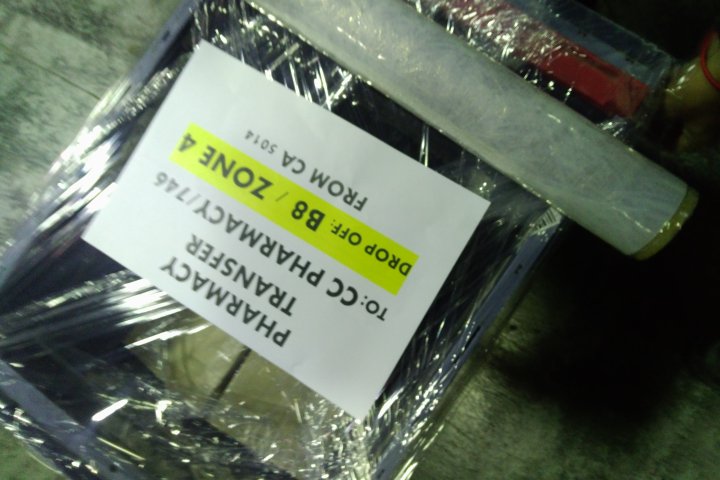 PHARMACY
TRANSFER
TO: CC PHARMACY/746
DROP OFF: B8 / ZONE 4
FROM CA 5014